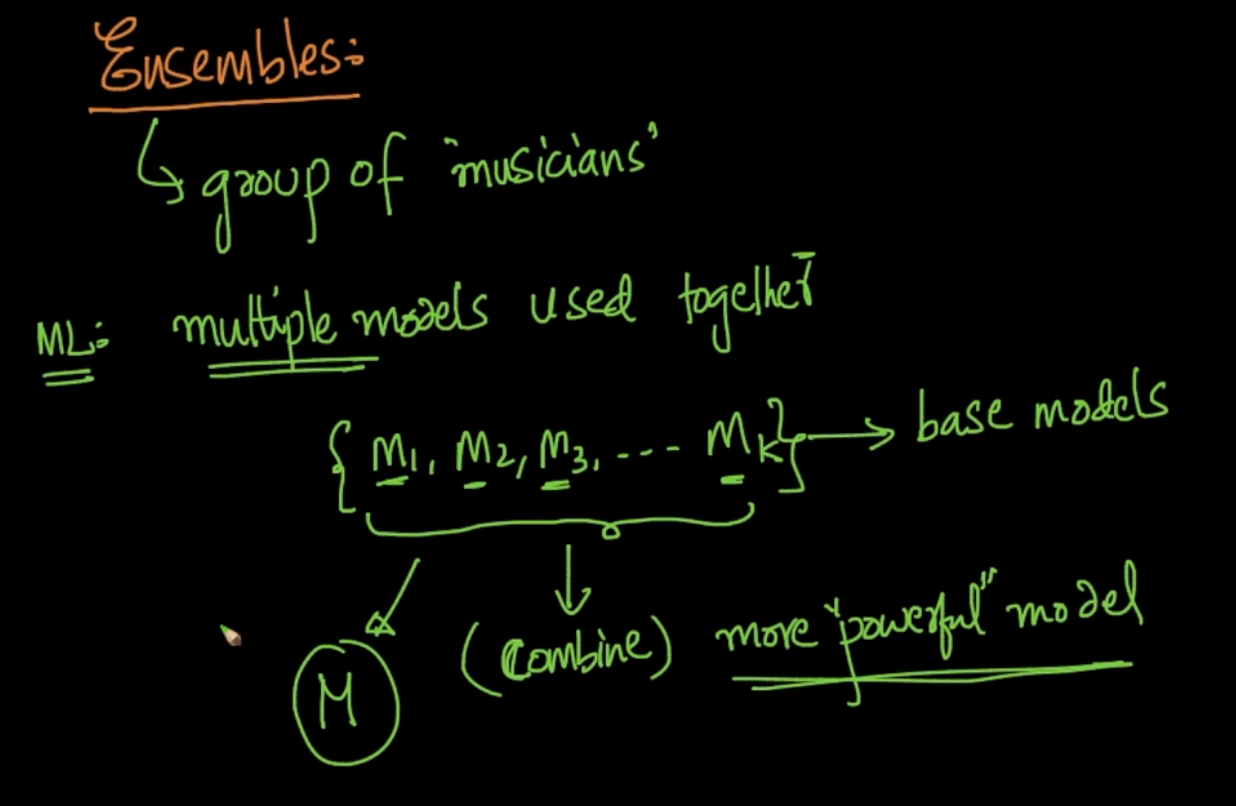 Ensembles:
group of "musicians"
ML: multiple models used together
{M1, M2, M3, .... Mk} → base models
M (combine) more "powerful" model